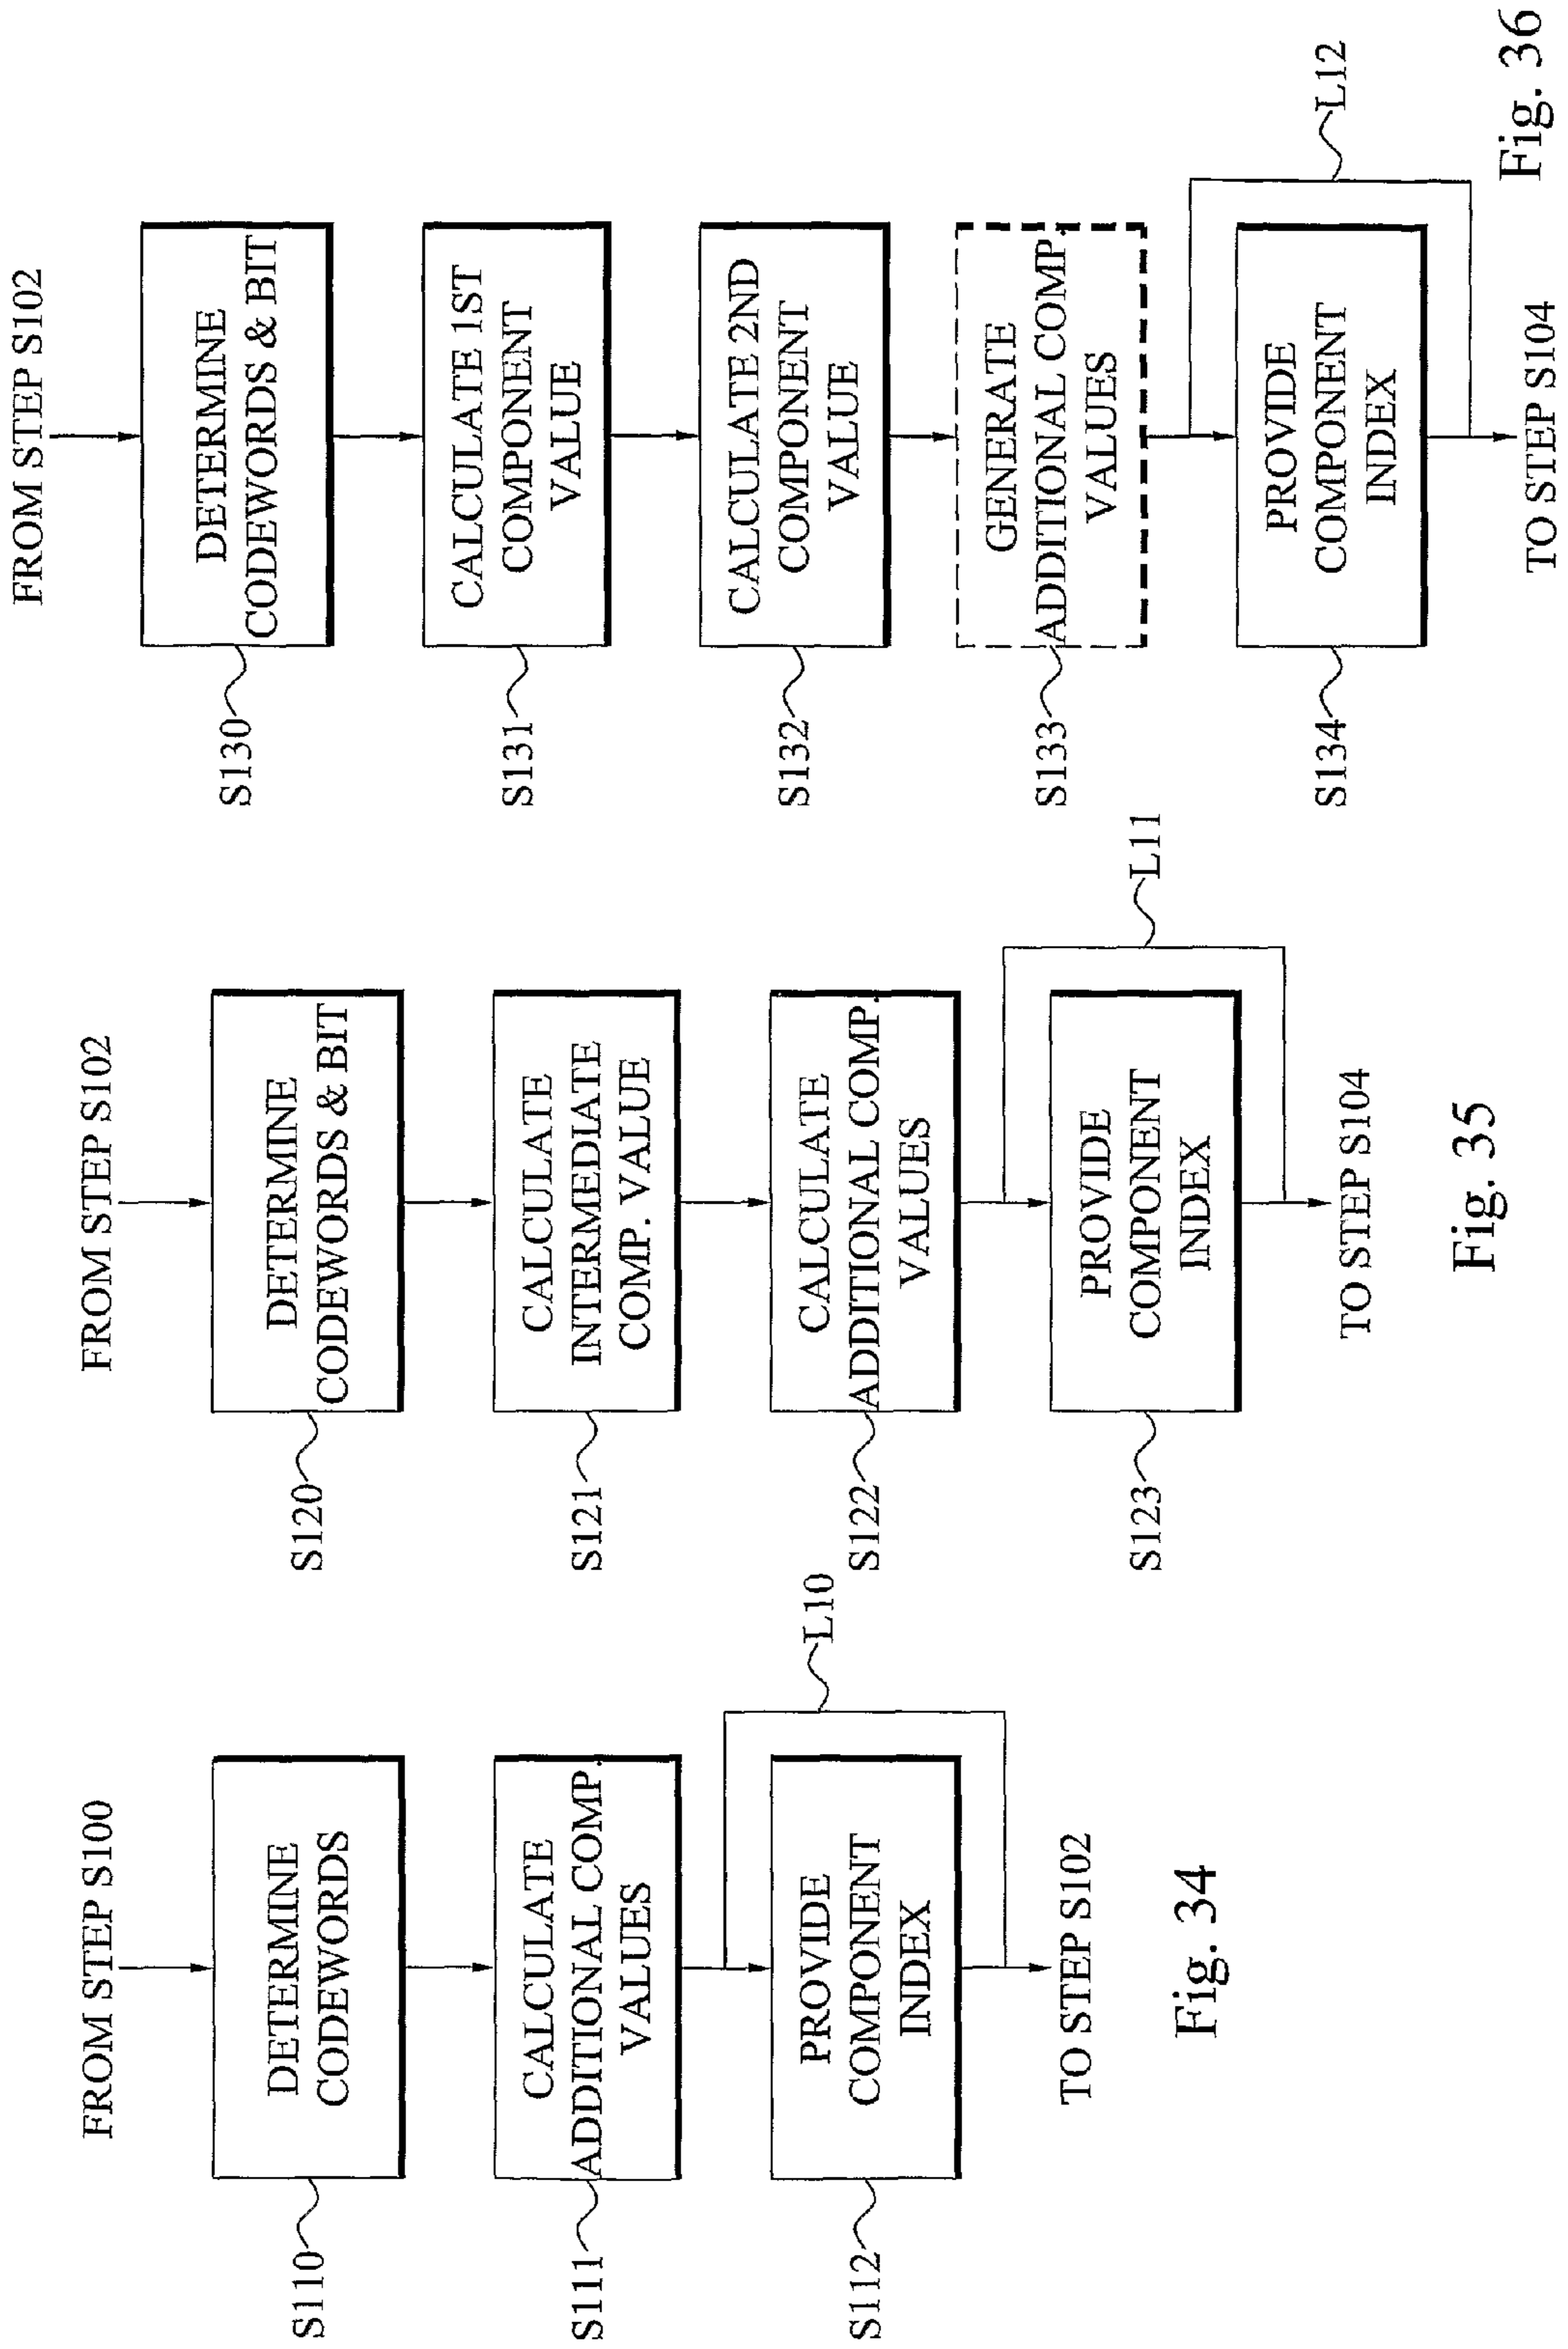 FROM STEP S100
DETERMINE
CODEWORDS
S110
CALCULATE
ADDITIONAL COMP.
VALUES
S111
PROVIDE
COMPONENT
INDEX
S112
L10
TO STEP S102
Fig. 34
FROM STEP S102
DETERMINE
CODEWORDS & BIT
S120
CALCULATE
INTERMEDIATE
COMP. VALUE
S121
CALCULATE
ADDITIONAL COMP.
VALUES
S122
PROVIDE
COMPONENT
INDEX
S123
L11
TO STEP S104
Fig. 35
FROM STEP S102
DETERMINE
CODEWORDS & BIT
S130
CALCULATE 1ST
COMPONENT
VALUE
S131
CALCULATE 2ND
COMPONENT
VALUE
S132
GENERATE
ADDITIONAL COMP.
VALUES
S133
PROVIDE
COMPONENT
INDEX
S134
L12
TO STEP S104
Fig. 36